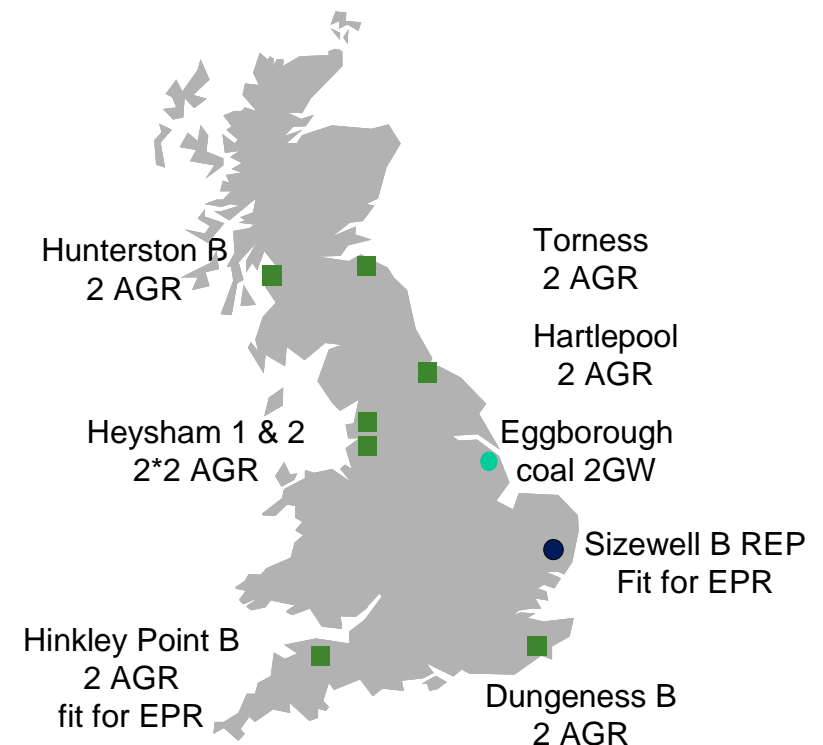 Hunterston B
2 AGR
Torness
2 AGR
Hartlepool
2 AGR
Heysham 1 & 2
2*2 AGR
Eggborough
coal 2GW
Sizewell B REP
Fit for EPR
Hinkley Point B
2 AGR
fit for EPR
Dungeness B
2 AGR